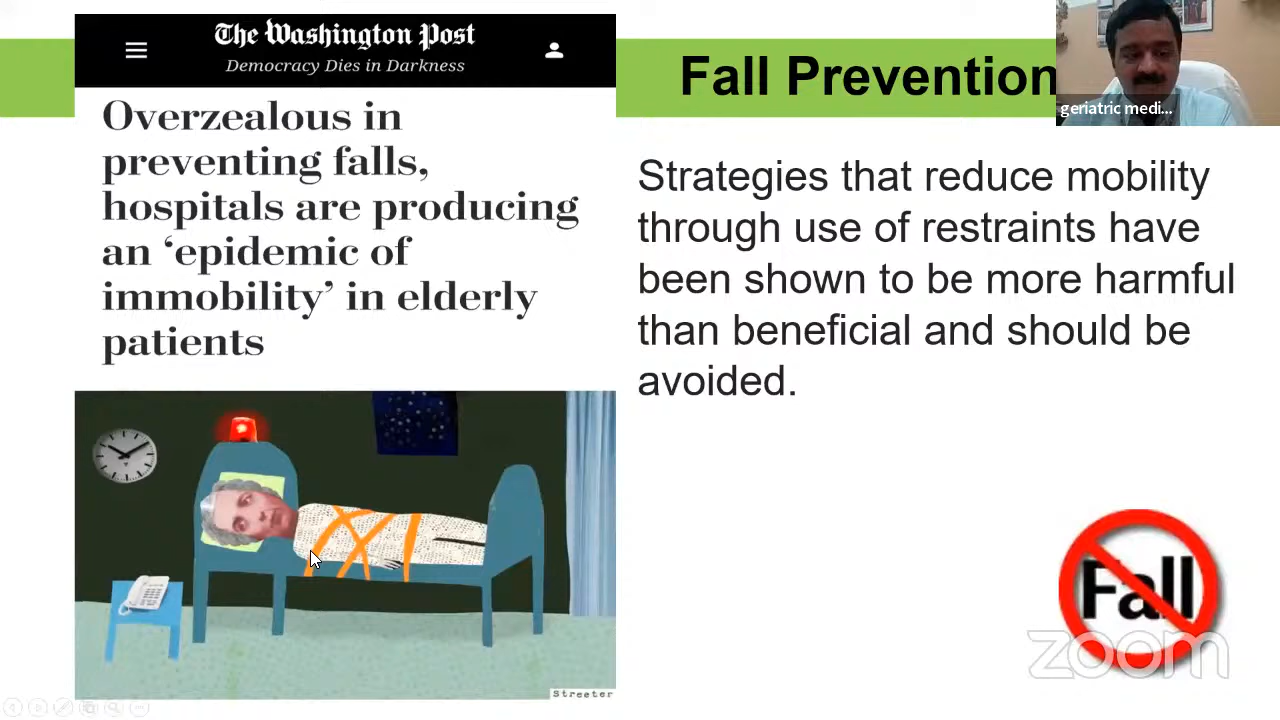 The Washington Post
Democracy Dies in Darkness
Overzealous in
preventing falls,
hospitals are producing
an ‘epidemic of
immobility’ in elderly
patients
Streeter
Fall Prevention
geriatric medi...
Strategies that reduce mobility
through use of restraints have
been shown to be more harmful
than beneficial and should be
avoided.
Fall
zoom